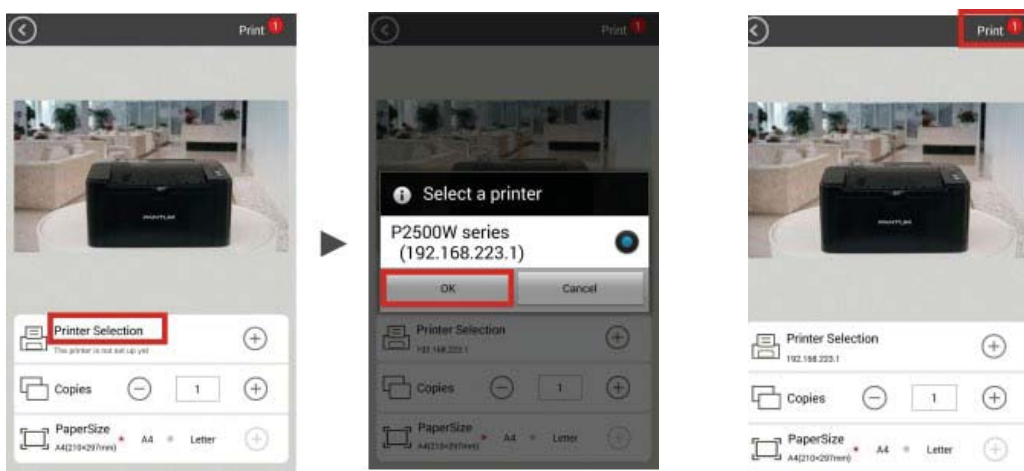 Print 1
PANTUM
Printer Selection
The printer is not set up yet
Copies 1
PaperSize
A4(210×297mm) A4 Letter
Print 1
Select a printer
P2500W series
(192.168.223.1)
OK Cancel
Printer Selection
192.168.223.1
Copies 1
PaperSize
A4(210×297mm) A4 Letter
Print 1
PANTUM
Printer Selection
192.168.223.1
Copies 1
PaperSize
A4(210×297mm) A4 Letter